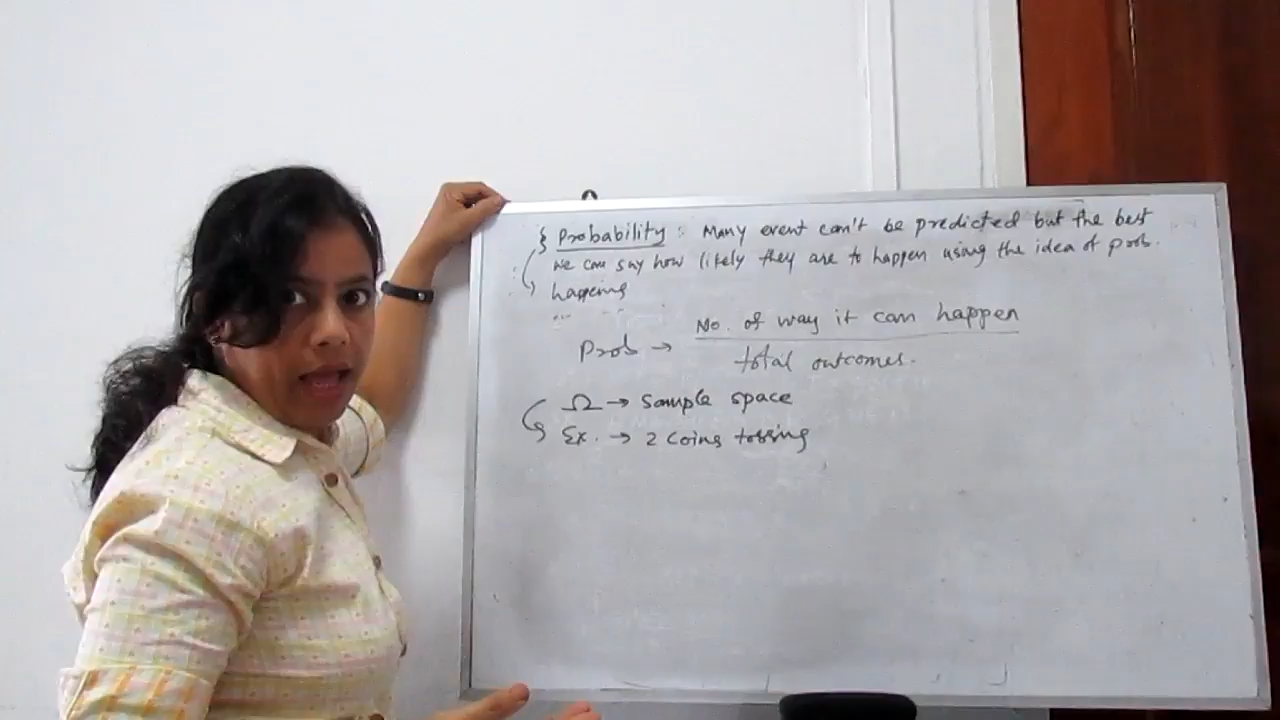 Probability : Many event can't be predicted but the best
we can say how likely they are to happen using the idea of prob.
happening
Prob → No. of way it can happen
total outcomes.
Ω → Sample space
Ex. → 2 Coins tossing